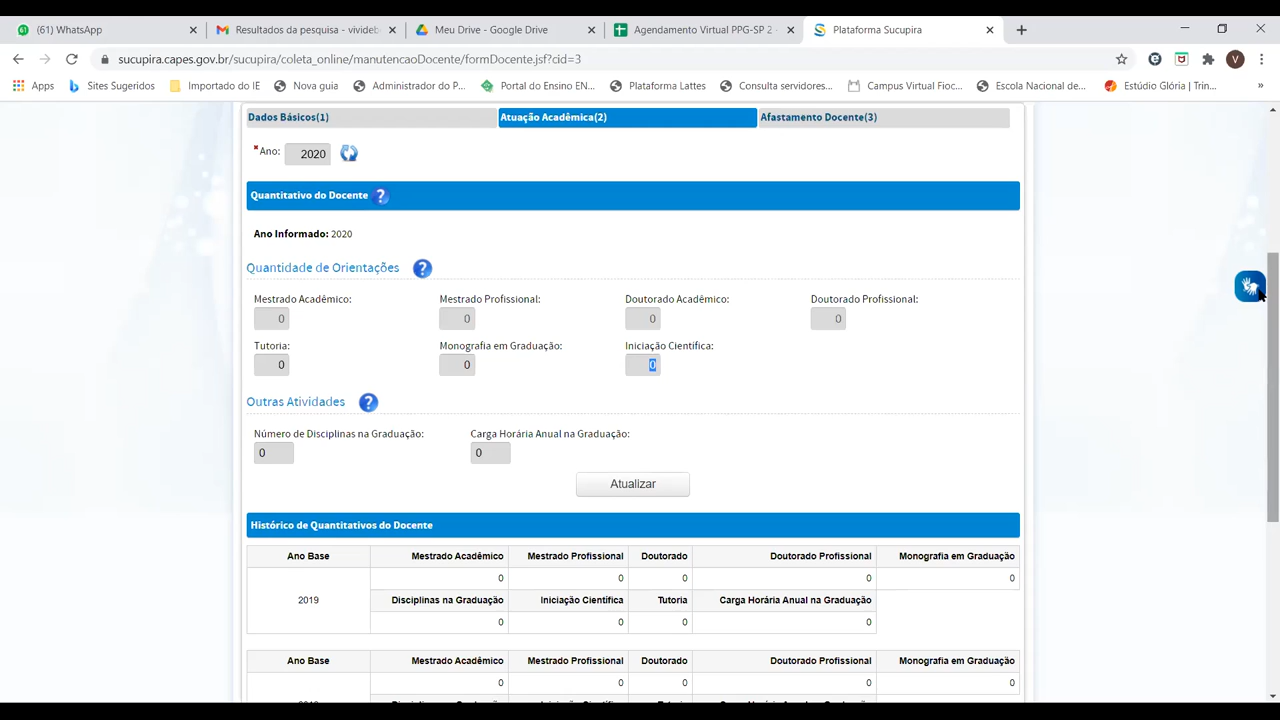 (61) WhatsApp
Resultados da pesquisa - vivideb
Meu Drive - Google Drive
Agendamento Virtual PPG-SP 2
Plataforma Sucupira
sucupira.capes.gov.br/sucupira/coleta_online/manutencaoDocente/formDocente.jsf?cid=3
V
Apps
Sites Sugeridos
Importado do IE
Nova guia
Administrador do P...
Portal do Ensino EN...
Plataforma Lattes
Consulta servidores...
Campus Virtual Fioc...
Escola Nacional de...
Estúdio Glória | Trin...
»
Dados Básicos(1)
Atuação Acadêmica(2)
Afastamento Docente(3)
*Ano: 2020
Quantitativo do Docente ?
Ano Informado: 2020
Quantidade de Orientações ?
Mestrado Acadêmico: Mestrado Profissional: Doutorado Acadêmico: Doutorado Profissional:
0 0 0 0
Tutoria: Monografia em Graduação: Iniciação Científica:
0 0 0
Outras Atividades ?
Número de Disciplinas na Graduação: Carga Horária Anual na Graduação:
0 0
Atualizar
Histórico de Quantitativos do Docente
Ano Base Mestrado Acadêmico Mestrado Profissional Doutorado Doutorado Profissional Monografia em Graduação
0 0 0 0 0
2019 Disciplinas na Graduação Iniciação Científica Tutoria Carga Horária Anual na Graduação
0 0 0 0
Ano Base Mestrado Acadêmico Mestrado Profissional Doutorado Doutorado Profissional Monografia em Graduação
0 0 0 0 0